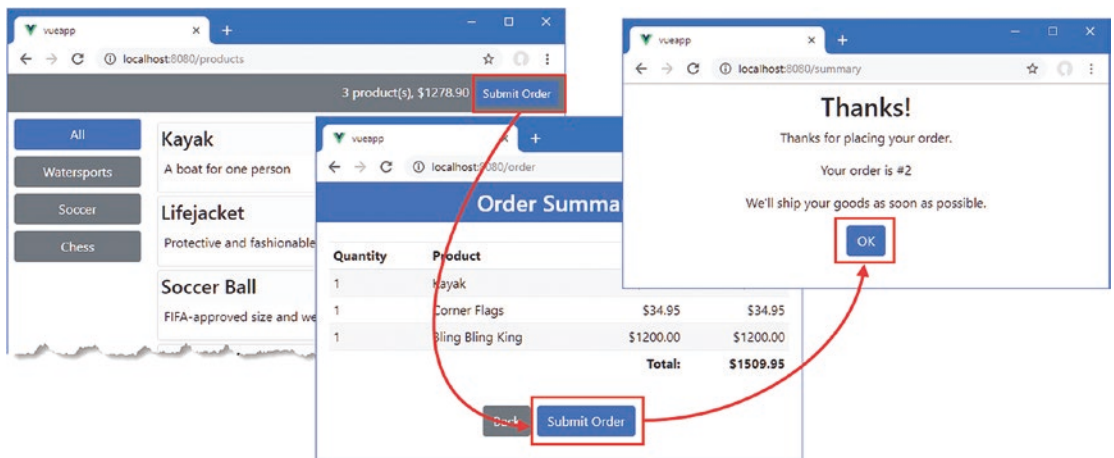 vueapp
localhost:8080/products
3 product(s), $1278.90 Submit Order
All
Watersports
Soccer
Chess
Kayak
A boat for one person
Lifejacket
Protective and fashionable
Soccer Ball
FIFA-approved size and we
vueapp
localhost:8080/order
Order Summa
Quantity Product
1 Kayak
1 Corner Flags $34.95 $34.95
1 Bling Bling King $1200.00 $1200.00
Total: $1509.95
Back Submit Order
vueapp
localhost:8080/summary
Thanks!
Thanks for placing your order.
Your order is #2
We'll ship your goods as soon as possible.
OK